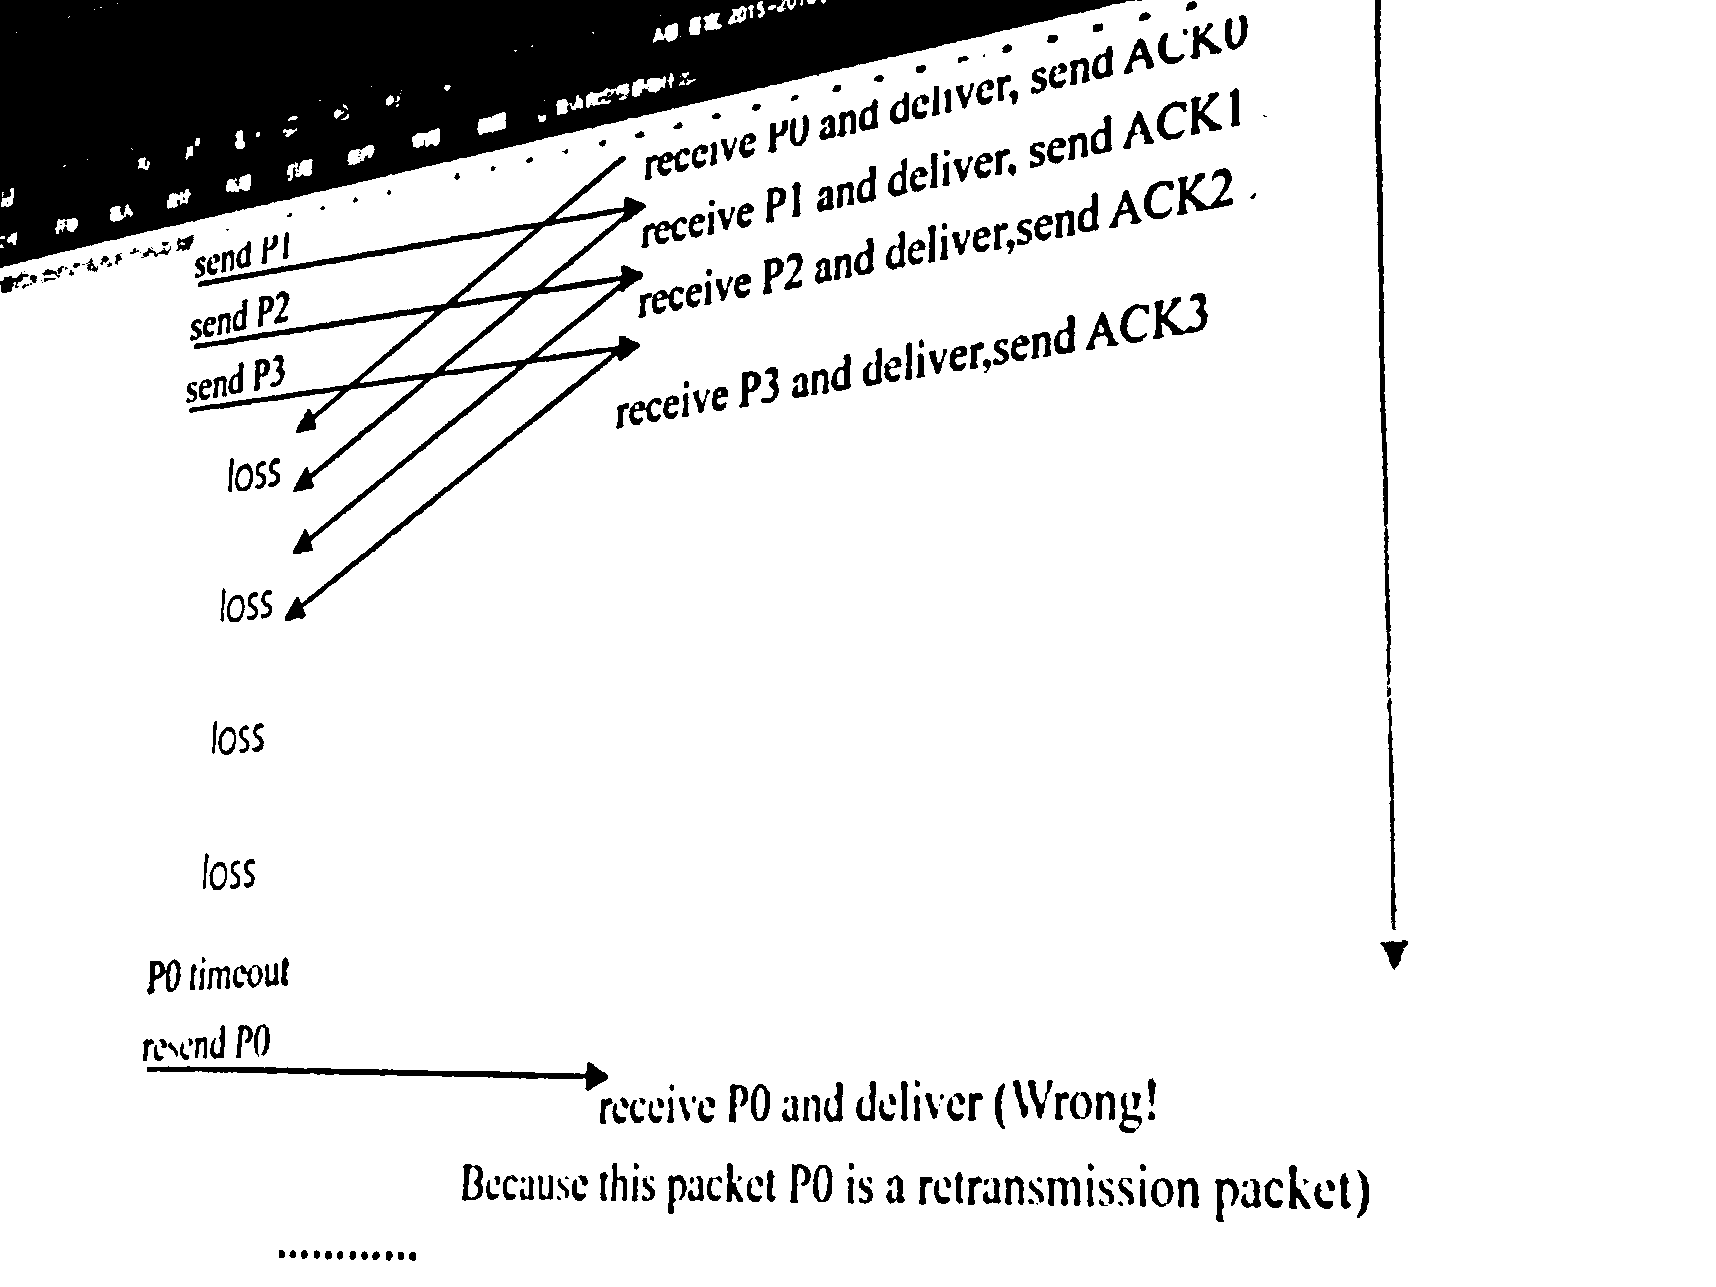 receive P0 and deliver, send ACK0
send P1
receive P1 and deliver, send ACK1
send P2
receive P2 and deliver,send ACK2
send P3
receive P3 and deliver,send ACK3
loss
loss
loss
loss
P0 timeout
resend P0
receive P0 and deliver (Wrong!
Because this packet P0 is a retransmission packet)
............